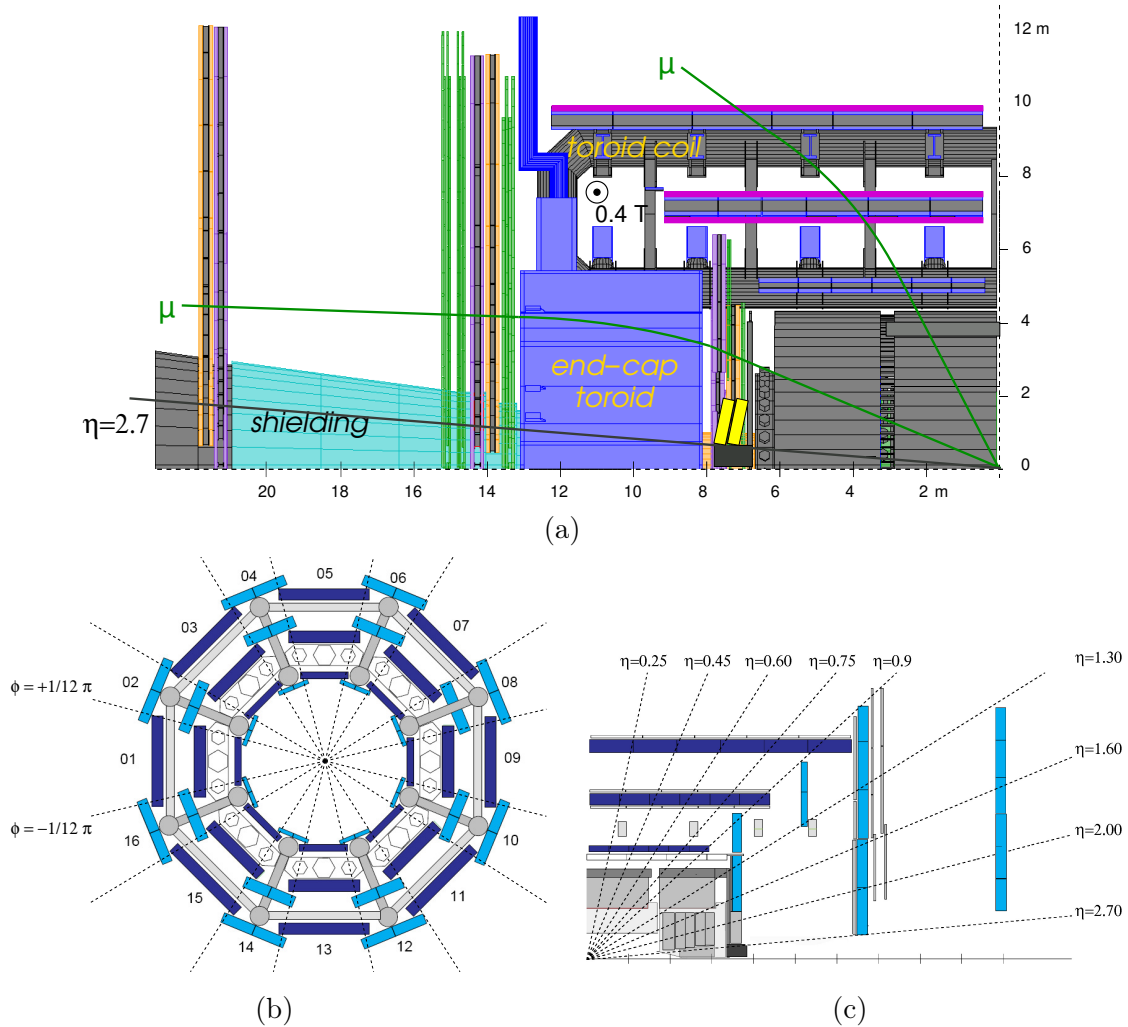 12 m
μ
10
toroid coil
8
0.4 T
6
μ
4
end-cap
toroid
2
η=2.7
shielding
0
20 18 16 14 12 10 8 6 4 2 m
(a)
04 05 06
03 07
02 08
ϕ = +1/12 π
01 09
ϕ = −1/12 π
16 10
15 11
14 13 12
(b)
η=0.25 η=0.45 η=0.60 η=0.75 η=0.9 η=1.30
η=1.60
η=2.00
η=2.70
(c)